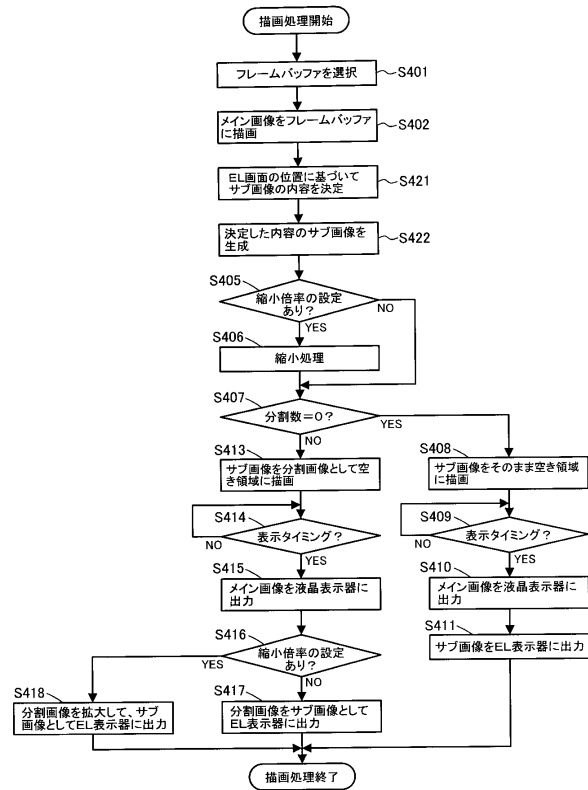 描画処理開始
フレームバッファを選択
S401
メイン画像をフレームバッファ
に描画
S402
EL画面の位置に基づいて
サブ画像の内容を決定
S421
決定した内容のサブ画像を
生成
S422
S405
縮小倍率の設定
あり?
NO
YES
S406
縮小処理
S407
分割数=0?
YES
NO
S413
サブ画像を分割画像として空
き領域に描画
S408
サブ画像をそのまま空き領域
に描画
S414
表示タイミング?
NO
YES
S409
表示タイミング?
NO
YES
S415
メイン画像を液晶表示器に
出力
S410
メイン画像を液晶表示器に
出力
S416
縮小倍率の設定
あり?
YES
NO
S411
サブ画像をEL表示器に出力
S418
分割画像を拡大して、サブ
画像としてEL表示器に出力
S417
分割画像をサブ画像として
EL表示器に出力
描画処理終了